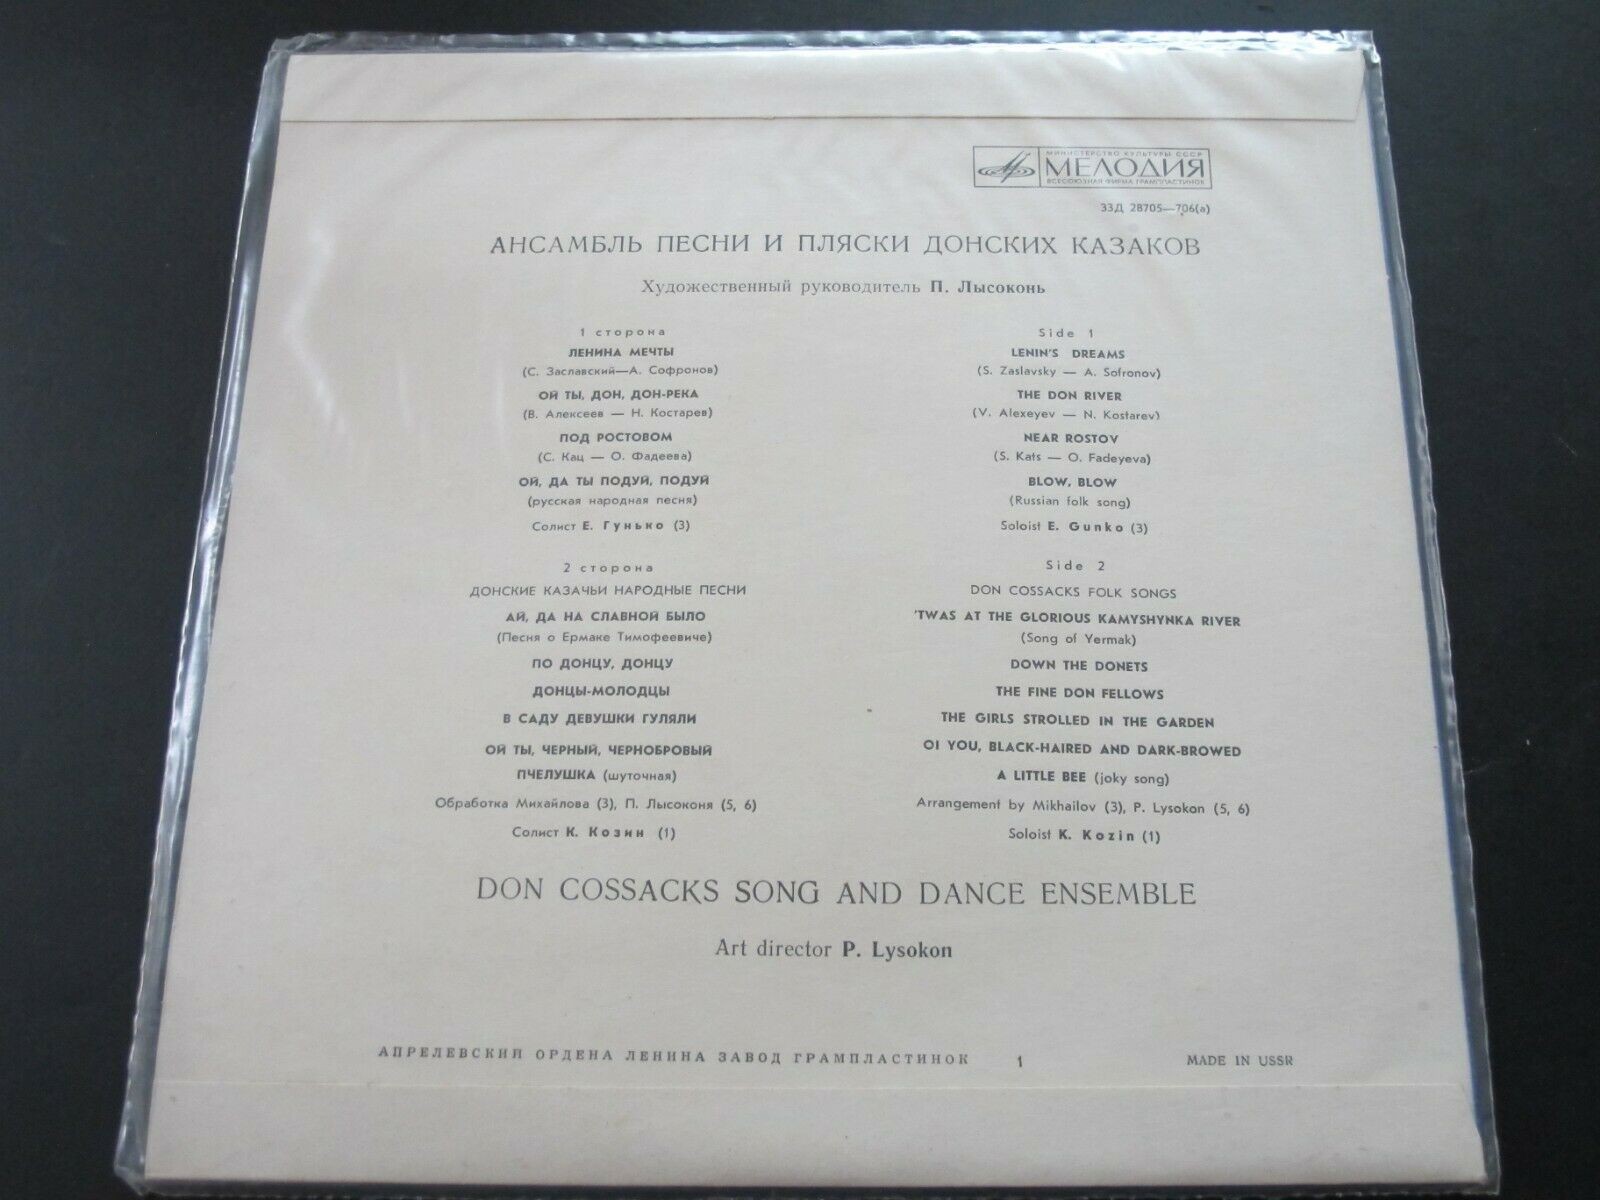 МИНИСТЕРСТВО КУЛЬТУРЫ СССР
МЕЛОДИЯ
ВСЕСОЮЗНАЯ ФИРМА ГРАМПЛАСТИНОК
33Д 28705—706(а)
АНСАМБЛЬ ПЕСНИ И ПЛЯСКИ ДОНСКИХ КАЗАКОВ
Художественный руководитель П. Лысоконь
1 сторона
ЛЕНИНА МЕЧТЫ
(С. Заславский—А. Софронов)
ОЙ ТЫ, ДОН, ДОН-РЕКА
(В. Алексеев — Н. Костарев)
ПОД РОСТОВОМ
(С. Кац — О. Фадеева)
ОЙ, ДА ТЫ ПОДУЙ, ПОДУЙ
(русская народная песня)
Солист Е. Гунько (3)
2 сторона
ДОНСКИЕ КАЗАЧЬИ НАРОДНЫЕ ПЕСНИ
АЙ, ДА НА СЛАВНОЙ БЫЛО
(Песня о Ермаке Тимофеевиче)
ПО ДОНЦУ, ДОНЦУ
ДОНЦЫ-МОЛОДЦЫ
В САДУ ДЕВУШКИ ГУЛЯЛИ
ОЙ ТЫ, ЧЕРНЫЙ, ЧЕРНОБРОВЫЙ
ПЧЕЛУШКА (шуточная)
Обработка Михайлова (3), П. Лысоконя (5, 6)
Солист К. Козин (1)
Side 1
LENIN'S DREAMS
(S. Zaslavsky — A. Sofronov)
THE DON RIVER
(V. Alexeyev — N. Kostarev)
NEAR ROSTOV
(S. Kats — O. Fadeyeva)
BLOW, BLOW
(Russian folk song)
Soloist E. Gunko (3)
Side 2
DON COSSACKS FOLK SONGS
'TWAS AT THE GLORIOUS KAMYSHYNKA RIVER
(Song of Yermak)
DOWN THE DONETS
THE FINE DON FELLOWS
THE GIRLS STROLLED IN THE GARDEN
OI YOU, BLACK-HAIRED AND DARK-BROWED
A LITTLE BEE (joky song)
Arrangement by Mikhailov (3), P. Lysokon (5, 6)
Soloist K. Kozin (1)
DON COSSACKS SONG AND DANCE ENSEMBLE
Art director P. Lysokon
АПРЕЛЕВСКИЙ ОРДЕНА ЛЕНИНА ЗАВОД ГРАМПЛАСТИНОК 1 MADE IN USSR